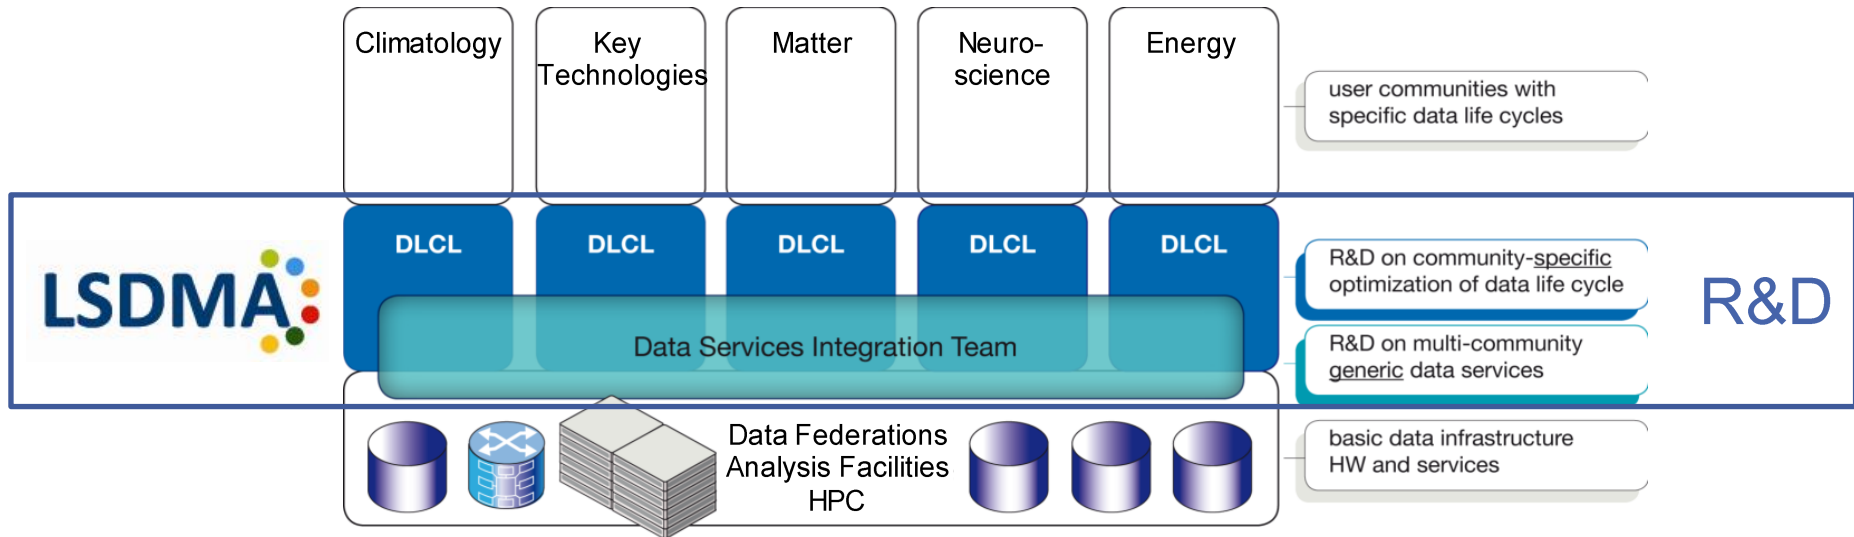 Climatology
Key
Technologies
Matter
Neuro-
science
Energy
user communities with
specific data life cycles
LSDMA
DLCL
DLCL
DLCL
DLCL
DLCL
R&D on community-specific
optimization of data life cycle
R&D
Data Services Integration Team
R&D on multi-community
generic data services
Data Federations
Analysis Facilities
HPC
basic data infrastructure
HW and services